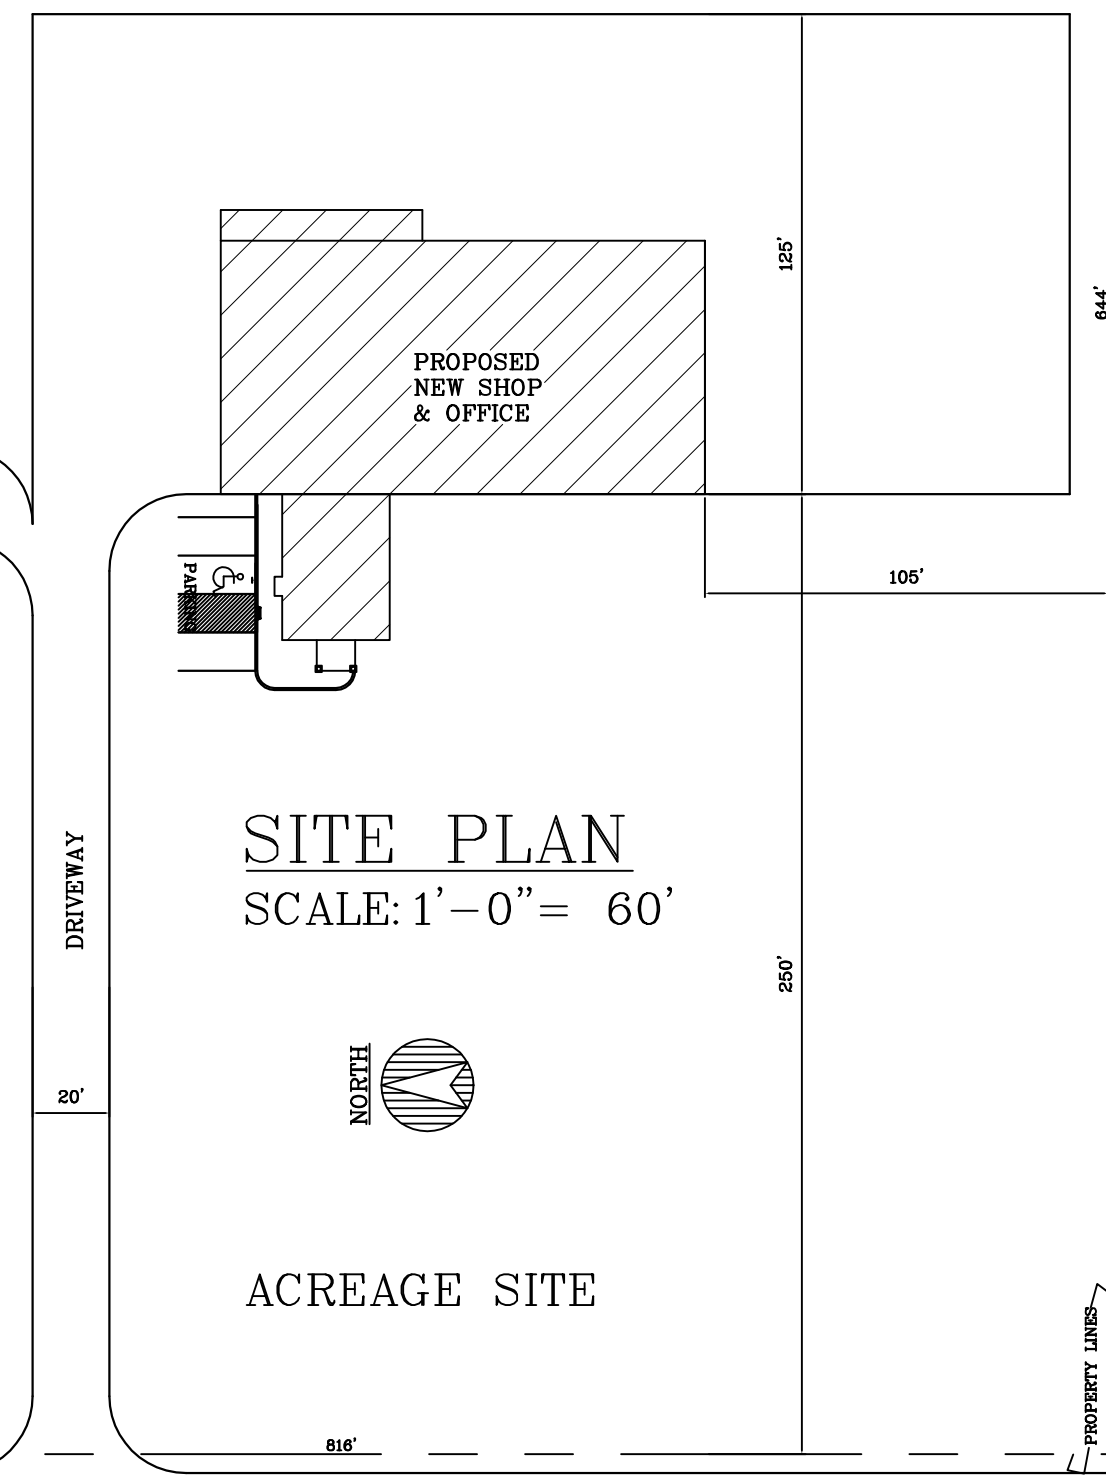 125'
644'
PROPOSED
NEW SHOP
& OFFICE
105'
PARKING
SITE PLAN
SCALE: 1'-0"= 60'
DRIVEWAY
250'
NORTH
20'
ACREAGE SITE
PROPERTY LINES
816'